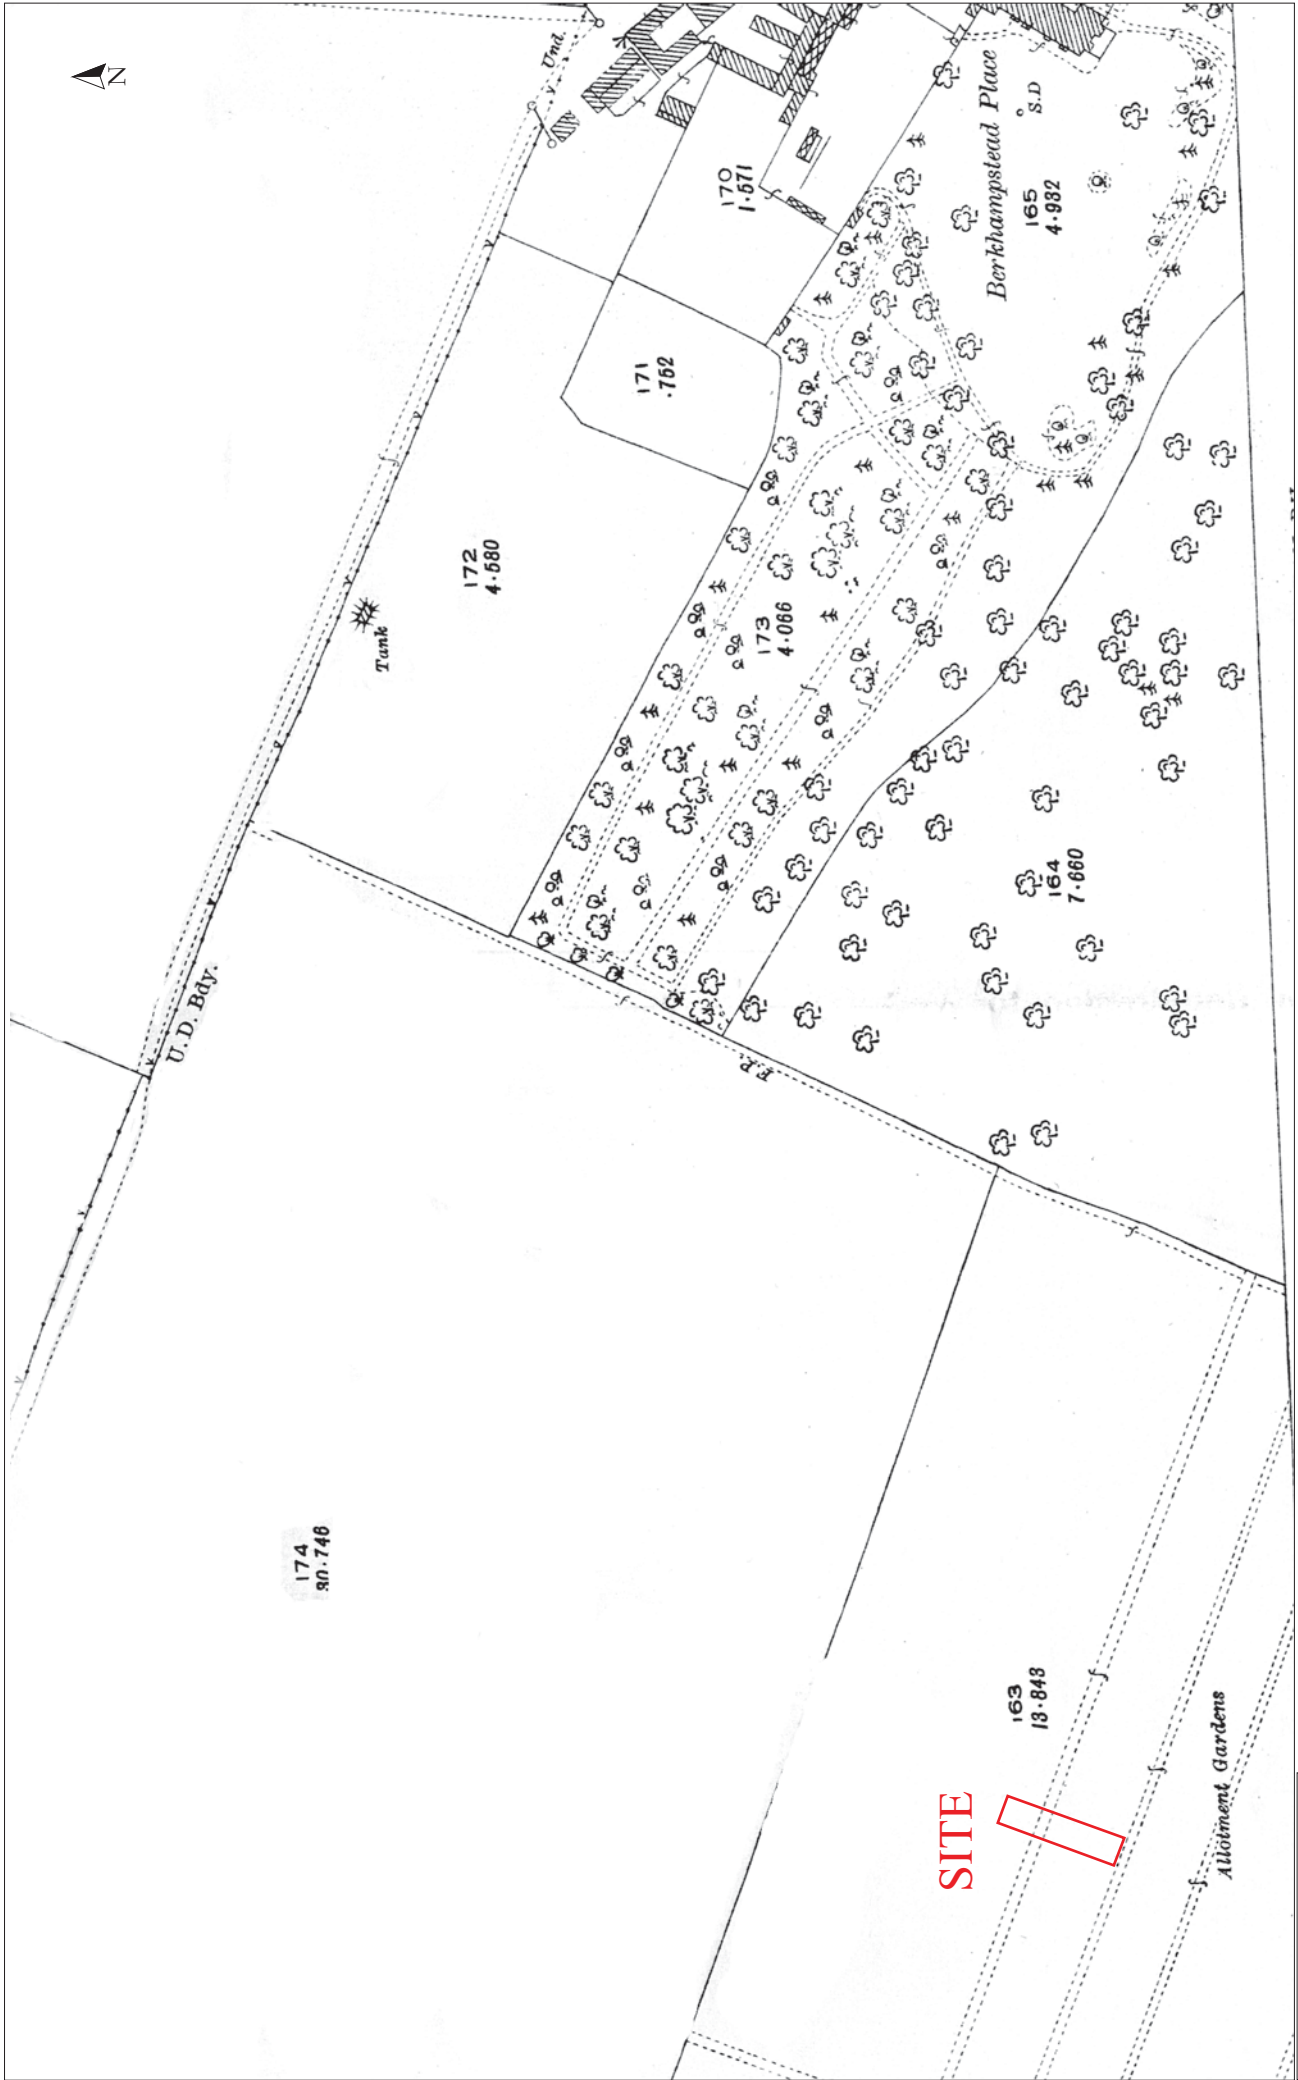 N
Und.
Berkhampstead Place
S.D
170
1·571
165
4·932
171
·752
172
4·580
Tank
173
4·066
164
7·660
U. D. Bdy.
F.P.
174
30·746
163
13·843
SITE
Allotment Gardens